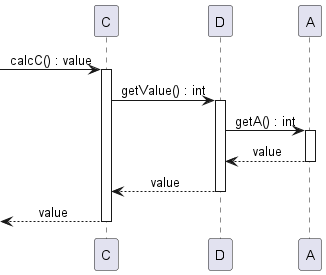 C D A
calcC() : value
getValue() : int
getA() : int
value
value
value
C D A